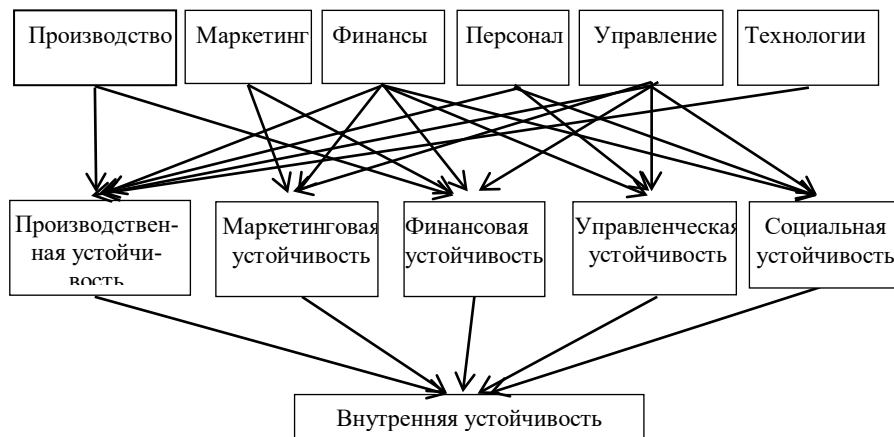 Производство
Маркетинг
Финансы
Персонал
Управление
Технологии
Производствен-
ная устойчи-
вость
Маркетинговая
устойчивость
Финансовая
устойчивость
Управленческая
устойчивость
Социальная
устойчивость
Внутренняя устойчивость